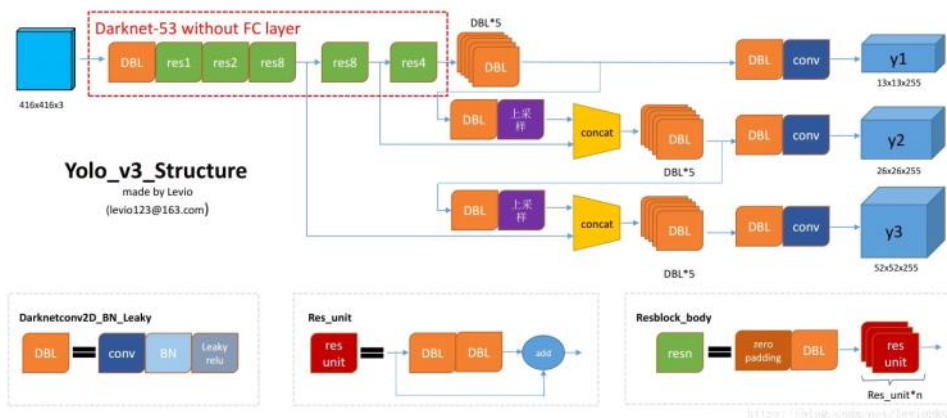 Darknet-53 without FC layer
416x416x3
DBL
res1
res2
res8
res8
res4
DBL*5
DBL
DBL
conv
y1
13x13x255
DBL
上采样
concat
DBL
DBL*5
DBL
conv
y2
26x26x255
Yolo_v3_Structure
made by Levio
(levio123@163.com)
DBL
上采样
concat
DBL
DBL*5
DBL
conv
y3
52x52x255
Darknetconv2D_BN_Leaky
DBL
conv
BN
Leaky
relu
Res_unit
res
unit
DBL
DBL
add
Resblock_body
resn
zero
padding
DBL
res
unit
Res_unit*n